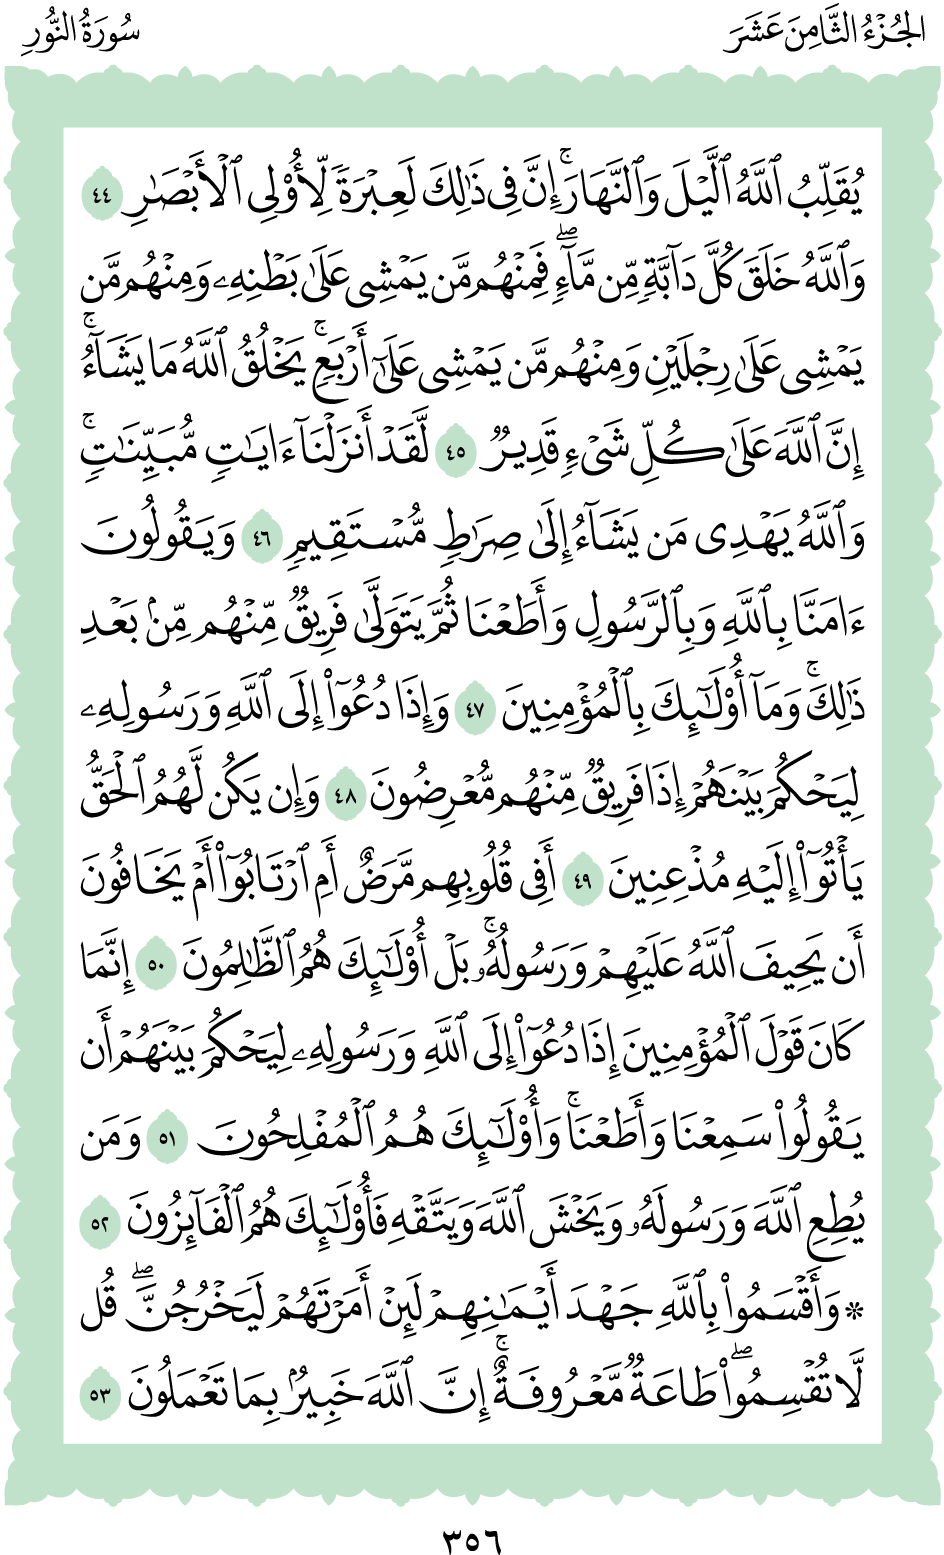 الجُزْءُ الثَّامِنَ عَشَرَ
سُورَةُ النُّورِ
يُقَلِّبُ ٱللَّهُ ٱلَّيْلَ وَٱلنَّهَارَۚ إِنَّ فِى ذَٰلِكَ لَعِبْرَةً لِّأُو۟لِى ٱلْأَبْصَٰرِ ٤٤
وَٱللَّهُ خَلَقَ كُلَّ دَآبَّةٍ مِّن مَّآءٍۖ فَمِنْهُم مَّن يَمْشِى عَلَىٰ بَطْنِهِۦ وَمِنْهُم مَّن
يَمْشِى عَلَىٰ رِجْلَيْنِ وَمِنْهُم مَّن يَمْشِى عَلَىٰٓ أَرْبَعٍۚ يَخْلُقُ ٱللَّهُ مَا يَشَآءُۚ
إِنَّ ٱللَّهَ عَلَىٰ كُلِّ شَىْءٍ قَدِيرٌ ٤٥ لَّقَدْ أَنزَلْنَآ ءَايَٰتٍ مُّبَيِّنَٰتٍۚ
وَٱللَّهُ يَهْدِى مَن يَشَآءُ إِلَىٰ صِرَٰطٍ مُّسْتَقِيمٍ ٤٦ وَيَقُولُونَ
ءَامَنَّا بِٱللَّهِ وَبِٱلرَّسُولِ وَأَطَعْنَا ثُمَّ يَتَوَلَّىٰ فَرِيقٌ مِّنْهُم مِّنۢ بَعْدِ
ذَٰلِكَۚ وَمَآ أُو۟لَٰٓئِكَ بِٱلْمُؤْمِنِينَ ٤٧ وَإِذَا دُعُوٓا۟ إِلَى ٱللَّهِ وَرَسُولِهِۦ
لِيَحْكُمَ بَيْنَهُمْ إِذَا فَرِيقٌ مِّنْهُم مُّعْرِضُونَ ٤٨ وَإِن يَكُن لَّهُمُ ٱلْحَقُّ
يَأْتُوٓا۟ إِلَيْهِ مُذْعِنِينَ ٤٩ أَفِى قُلُوبِهِم مَّرَضٌ أَمِ ٱرْتَابُوٓا۟ أَمْ يَخَافُونَ
أَن يَحِيفَ ٱللَّهُ عَلَيْهِمْ وَرَسُولُهُۥۚ بَلْ أُو۟لَٰٓئِكَ هُمُ ٱلظَّٰلِمُونَ ٥٠ إِنَّمَا
كَانَ قَوْلَ ٱلْمُؤْمِنِينَ إِذَا دُعُوٓا۟ إِلَى ٱللَّهِ وَرَسُولِهِۦ لِيَحْكُمَ بَيْنَهُمْ أَن
يَقُولُوا۟ سَمِعْنَا وَأَطَعْنَاۚ وَأُو۟لَٰٓئِكَ هُمُ ٱلْمُفْلِحُونَ ٥١ وَمَن
يُطِعِ ٱللَّهَ وَرَسُولَهُۥ وَيَخْشَ ٱللَّهَ وَيَتَّقْهِ فَأُو۟لَٰٓئِكَ هُمُ ٱلْفَآئِزُونَ ٥٢
* وَأَقْسَمُوا۟ بِٱللَّهِ جَهْدَ أَيْمَٰنِهِمْ لَئِنْ أَمَرْتَهُمْ لَيَخْرُجُنَّۖ قُل
لَّا تُقْسِمُوا۟ۖ طَاعَةٌ مَّعْرُوفَةٌۚ إِنَّ ٱللَّهَ خَبِيرٌۢ بِمَا تَعْمَلُونَ ٥٣
٣٥٦